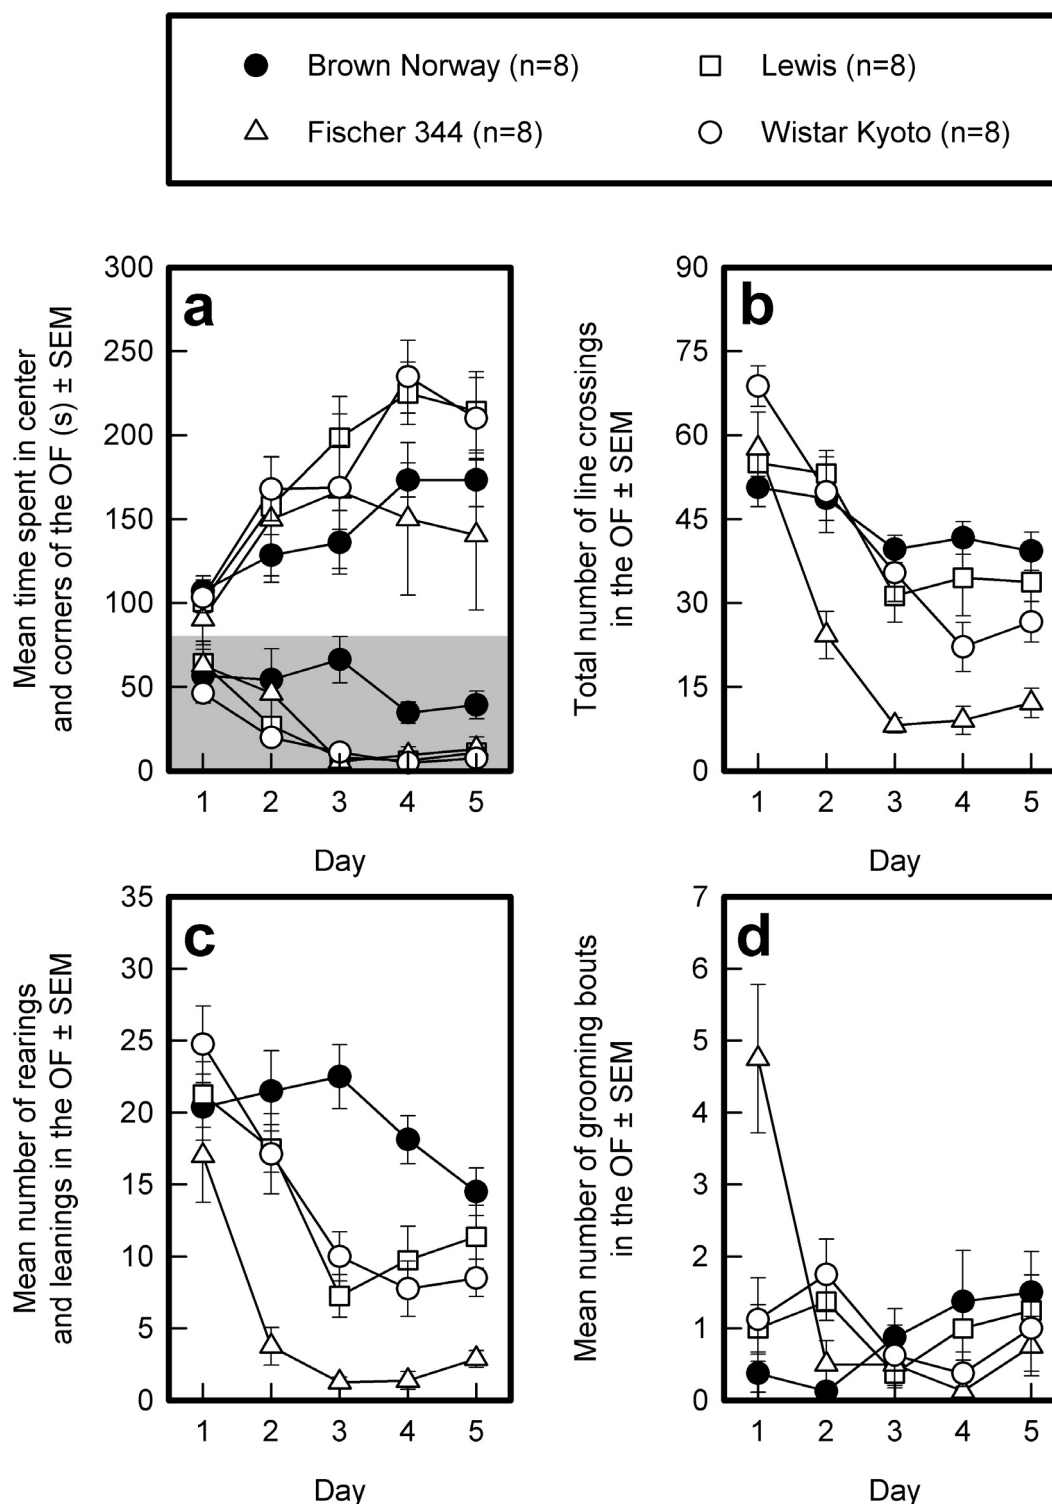 Brown Norway (n=8)
Lewis (n=8)
Fischer 344 (n=8)
Wistar Kyoto (n=8)
a
Mean time spent in center
and corners of the OF (s) ± SEM
300
250
200
150
100
50
0
1 2 3 4 5
Day
b
Total number of line crossings
in the OF ± SEM
90
75
60
45
30
15
0
1 2 3 4 5
Day
c
Mean number of rearings
and leanings in the OF ± SEM
35
30
25
20
15
10
5
0
1 2 3 4 5
Day
d
Mean number of grooming bouts
in the OF ± SEM
7
6
5
4
3
2
1
0
1 2 3 4 5
Day